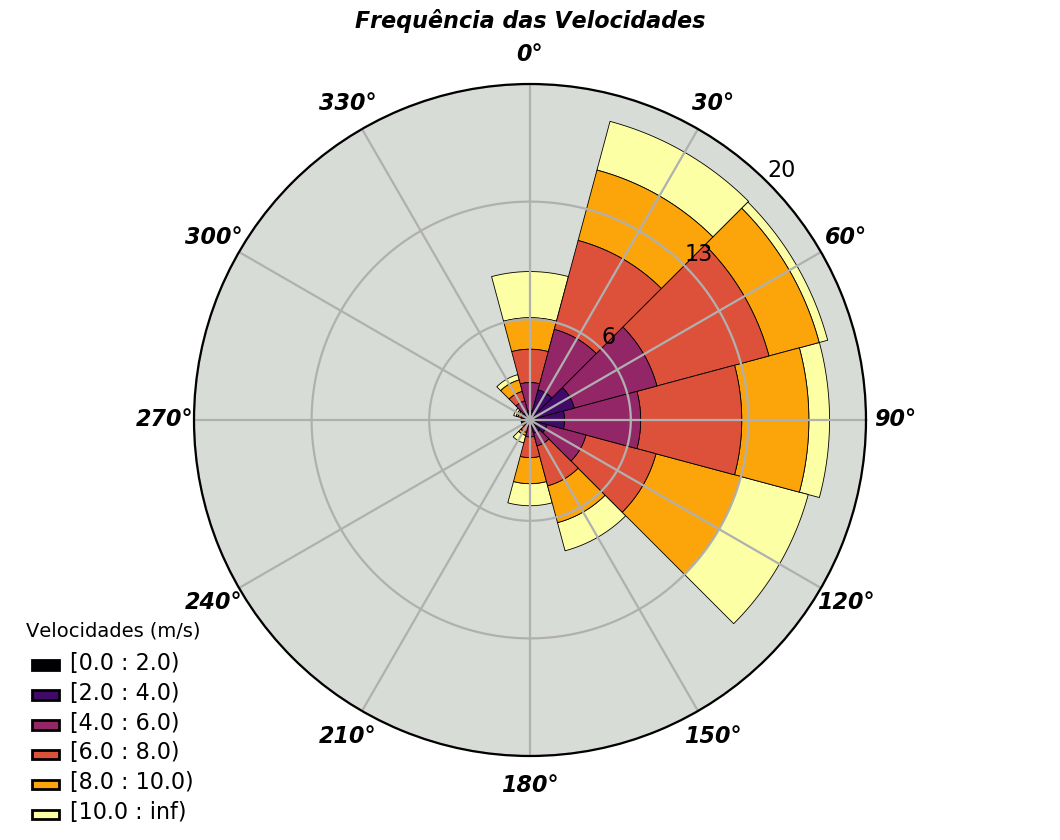 Frequência das Velocidades
0°
30°
60°
90°
120°
150°
180°
210°
240°
270°
300°
330°
6
13
20
Velocidades (m/s)
[0.0 : 2.0)
[2.0 : 4.0)
[4.0 : 6.0)
[6.0 : 8.0)
[8.0 : 10.0)
[10.0 : inf)